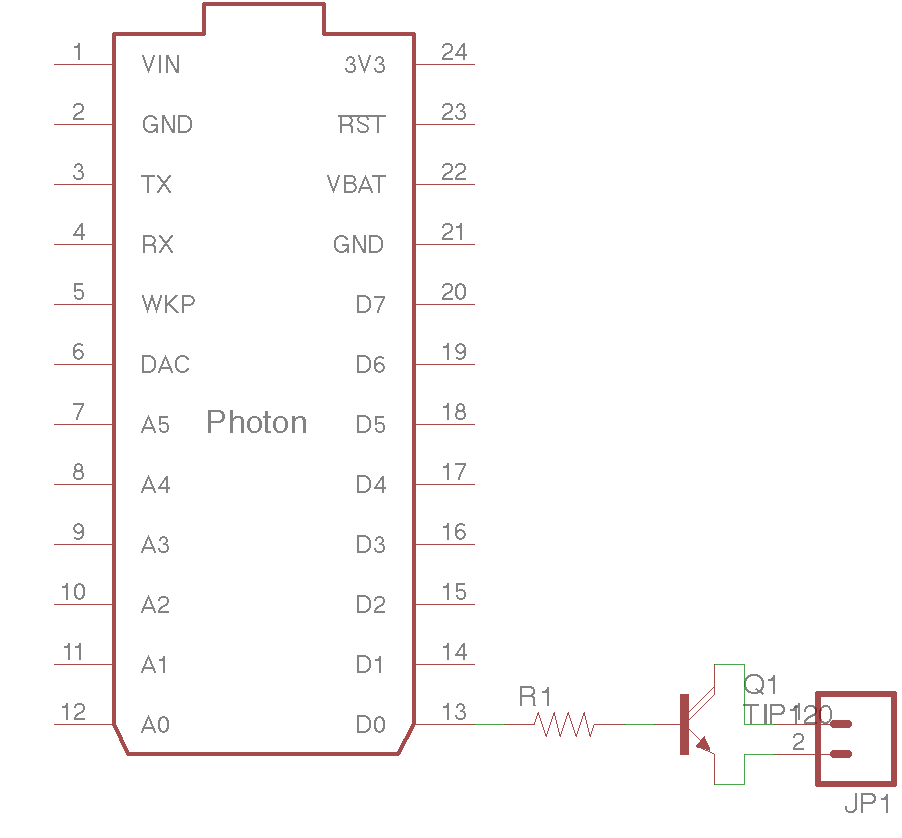 1 VIN 3V3 24
2 GND RST 23
3 TX VBAT 22
4 RX GND 21
5 WKP D7 20
6 DAC D6 19
7 A5 Photon D5 18
8 A4 D4 17
9 A3 D3 16
10 A2 D2 15
11 A1 D1 14
12 A0 D0 13
R1
Q1
TIP120
1
2
JP1